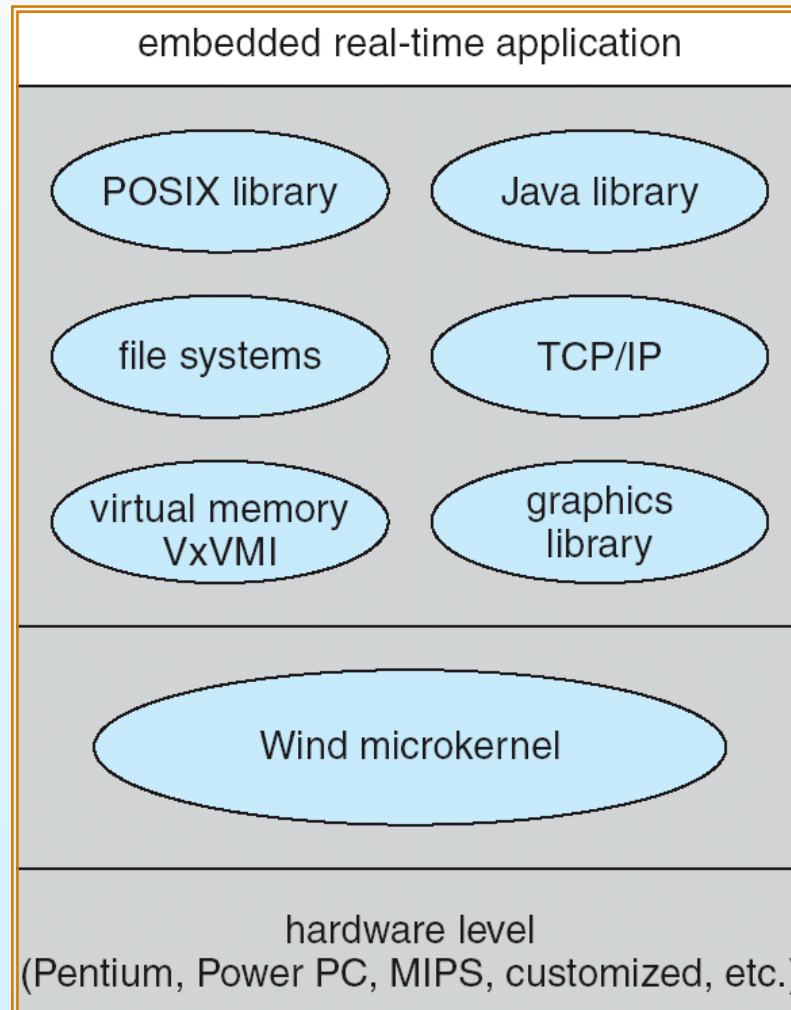 embedded real-time application
POSIX library
Java library
file systems
TCP/IP
virtual memory
VxVMI
graphics
library
Wind microkernel
hardware level
(Pentium, Power PC, MIPS, customized, etc.)